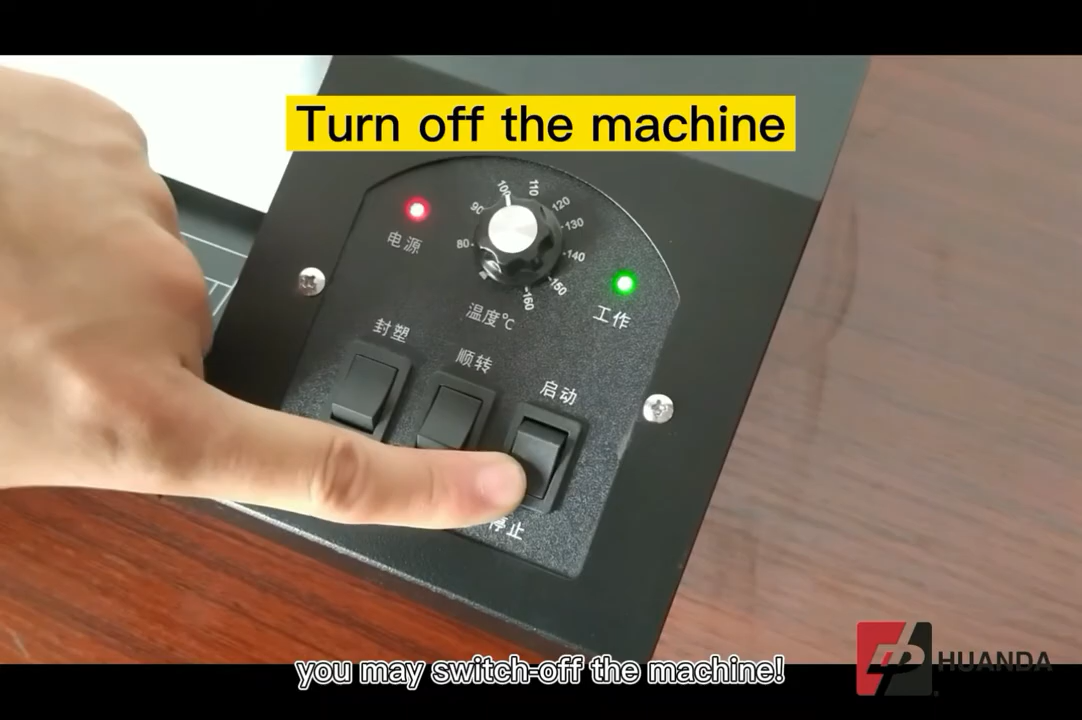 Turn off the machine
100
110
90
120
80
130
140
150
160
电源
温度℃
工作
封塑
顺转
启动
停止
you may switch-off the machine!
HUANDA